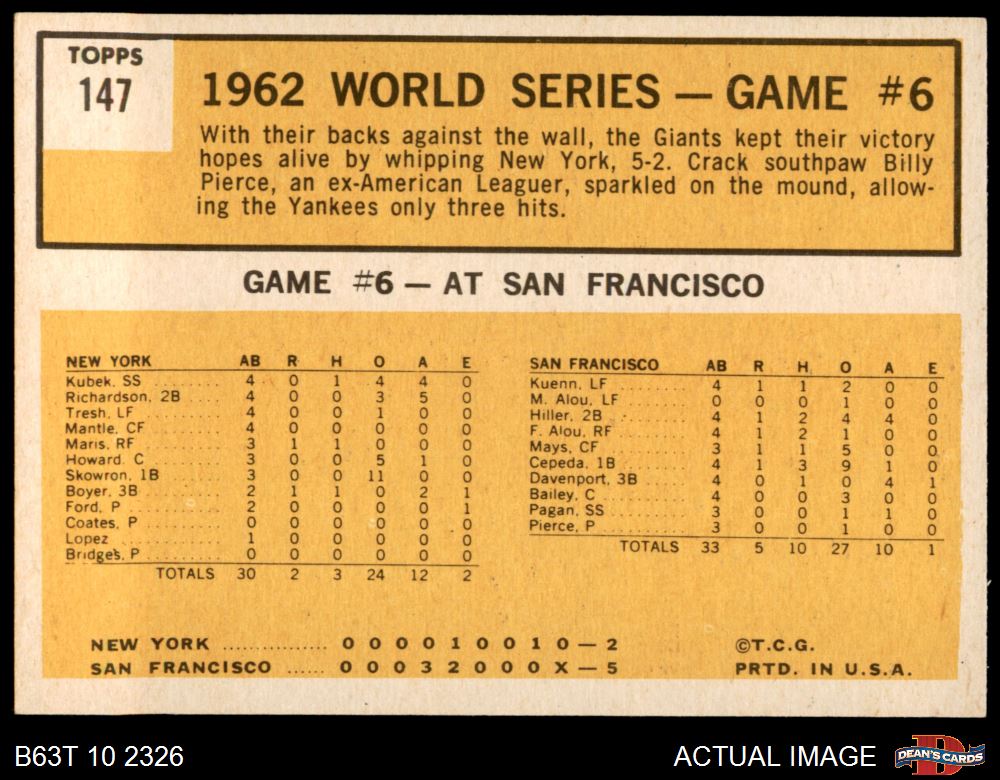 TOPPS
147
1962 WORLD SERIES — GAME #6
With their backs against the wall, the Giants kept their victory
hopes alive by whipping New York, 5-2. Crack southpaw Billy
Pierce, an ex-American Leaguer, sparkled on the mound, allow-
ing the Yankees only three hits.
GAME #6 — AT SAN FRANCISCO
NEW YORK AB R H O A E
Kubek, SS ........ 4 0 1 4 4 0
Richardson, 2B .... 4 0 0 3 5 0
Tresh, LF ........ 4 0 0 1 0 0
Mantle, CF ........ 4 0 0 0 0 0
Maris, RF ........ 3 1 1 0 0 0
Howard, C ........ 3 0 0 5 1 0
Skowron, 1B ...... 3 0 0 11 0 0
Boyer, 3B ........ 2 1 1 0 2 1
Ford, P .......... 2 0 0 0 0 1
Coates, P ........ 0 0 0 0 0 0
Lopez ............ 1 0 0 0 0 0
Bridges, P ........ 0 0 0 0 0 0
TOTALS 30 2 3 24 12 2
SAN FRANCISCO AB R H O A E
Kuenn, LF ........ 4 1 1 2 0 0
M. Alou, LF ...... 0 0 0 1 0 0
Hiller, 2B ........ 4 1 2 4 4 0
F. Alou, RF ...... 4 1 2 1 0 0
Mays, CF ........ 3 1 1 5 0 0
Cepeda, 1B ...... 4 1 3 9 1 0
Davenport, 3B .... 4 0 1 0 4 1
Bailey, C ........ 4 0 0 3 0 0
Pagan, SS ........ 3 0 0 1 1 0
Pierce, P ........ 3 0 0 1 0 0
TOTALS 33 5 10 27 10 1
NEW YORK ............... 0 0 0 0 1 0 0 1 0 — 2
SAN FRANCISCO ...... 0 0 0 3 2 0 0 0 X — 5
©T.C.G.
PRTD. IN U.S.A.
B63T 10 2326
ACTUAL IMAGE
D
DEAN'S CARDS